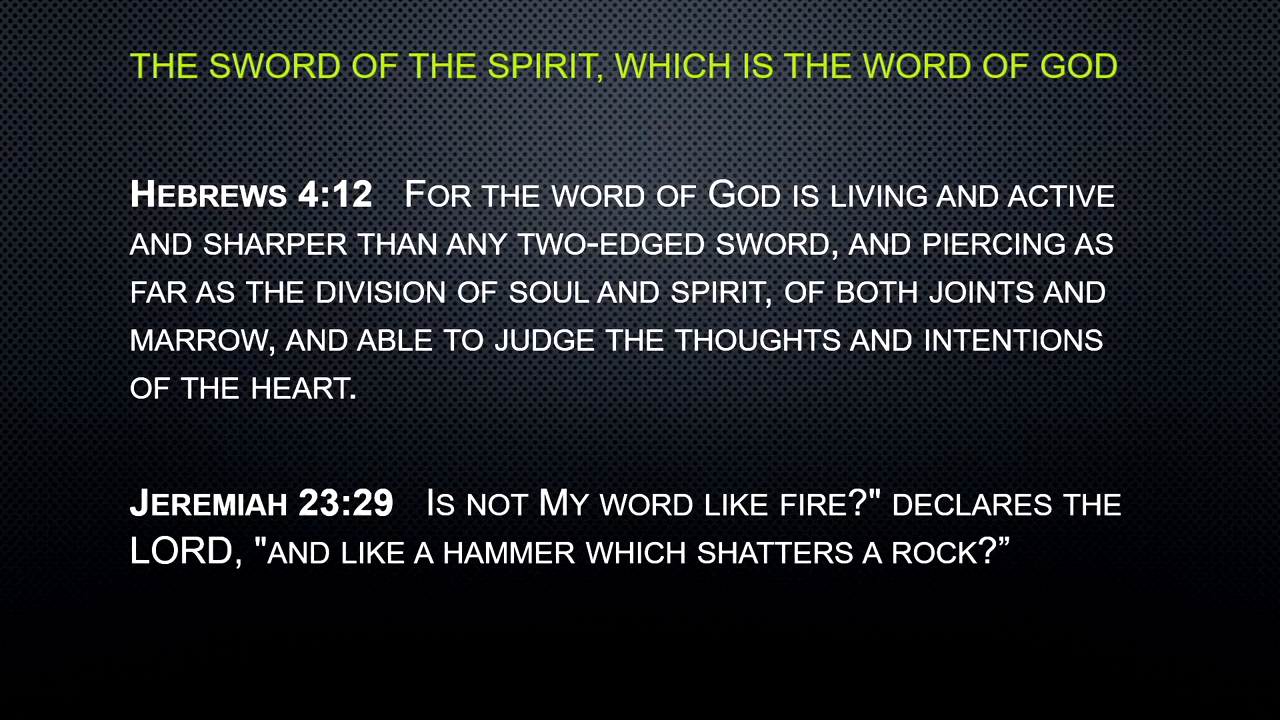 THE SWORD OF THE SPIRIT, WHICH IS THE WORD OF GOD
HEBREWS 4:12 FOR THE WORD OF GOD IS LIVING AND ACTIVE
AND SHARPER THAN ANY TWO-EDGED SWORD, AND PIERCING AS
FAR AS THE DIVISION OF SOUL AND SPIRIT, OF BOTH JOINTS AND
MARROW, AND ABLE TO JUDGE THE THOUGHTS AND INTENTIONS
OF THE HEART.
JEREMIAH 23:29 IS NOT MY WORD LIKE FIRE?" DECLARES THE
LORD, "AND LIKE A HAMMER WHICH SHATTERS A ROCK?”